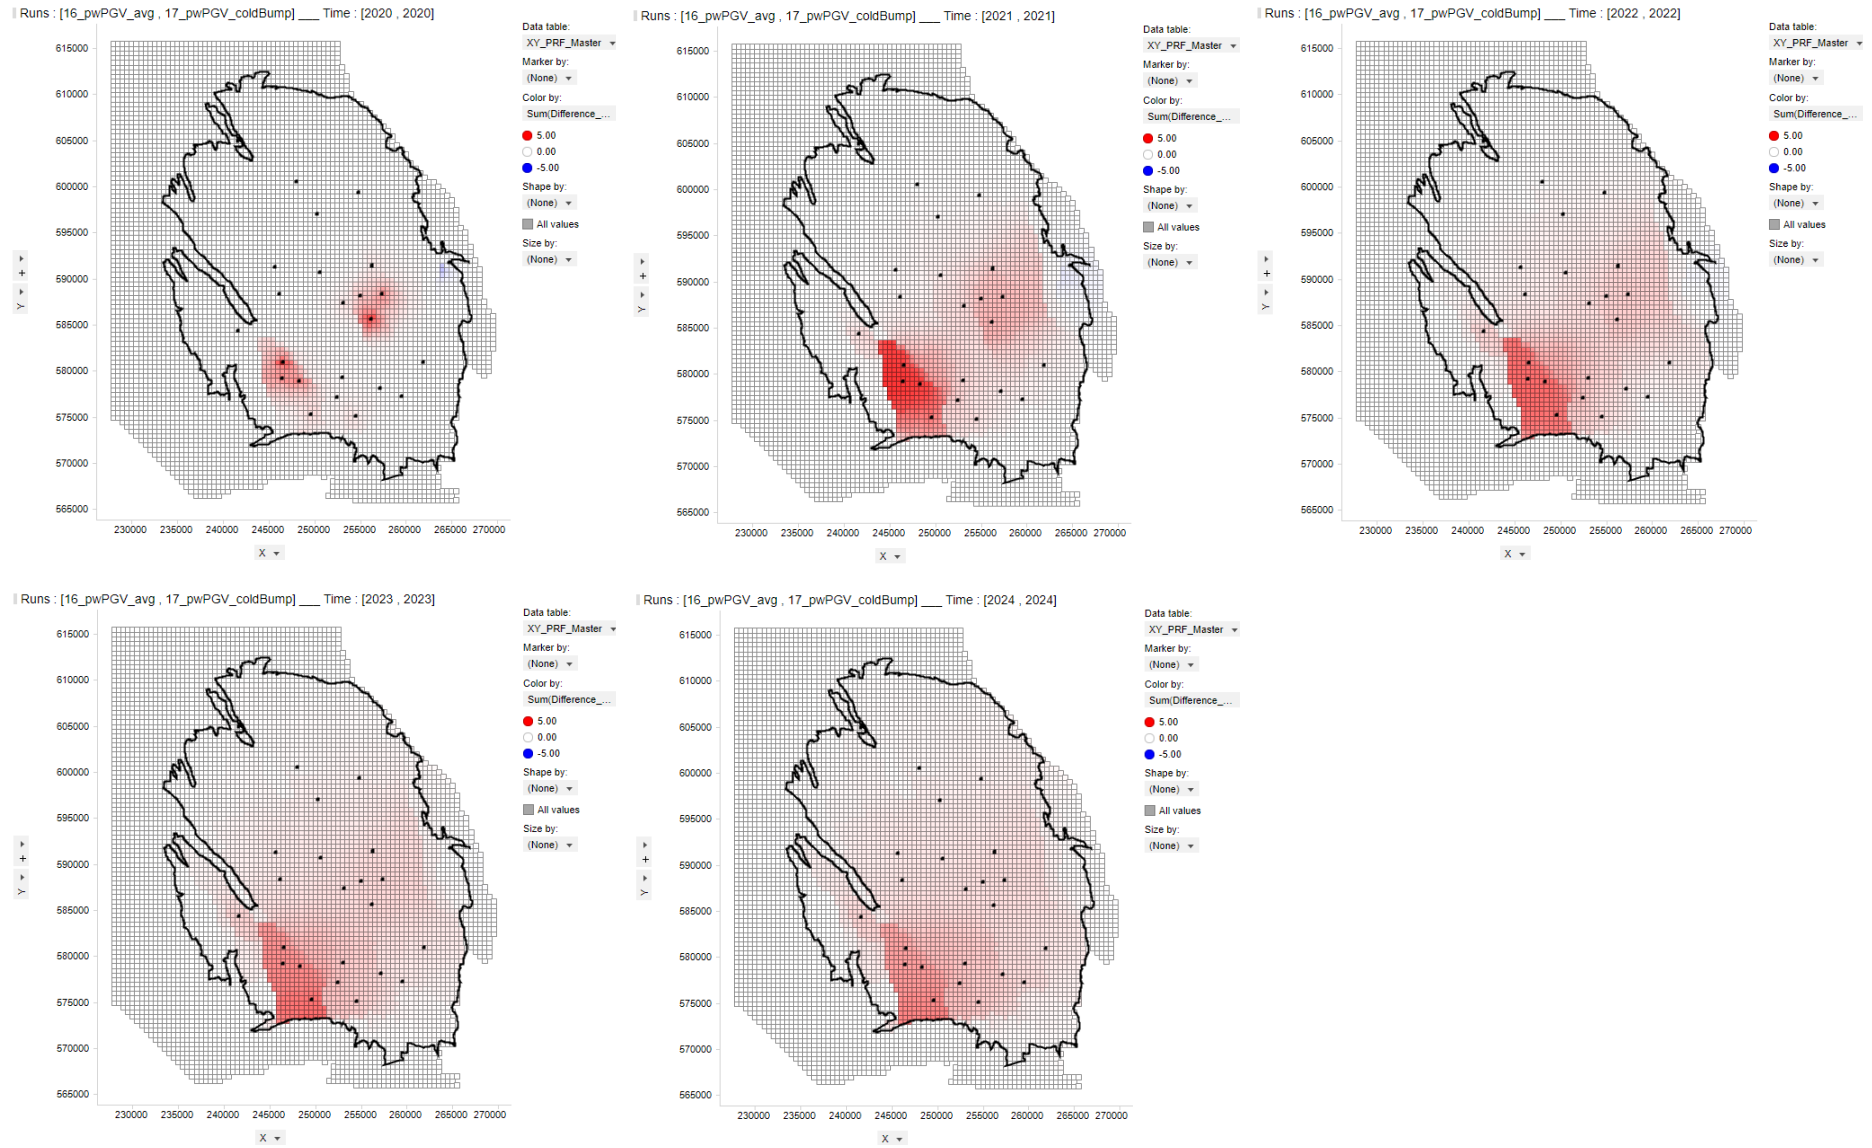 Runs : [16_pwPGV_avg , 17_pwPGV_coldBump] ___ Time : [2020 , 2020]
615000
610000
605000
600000
595000
590000
585000
580000
575000
570000
565000
230000 235000 240000 245000 250000 255000 260000 265000 270000
X
+
Y
Data table:
XY_PRF_Master
Marker by:
(None)
Color by:
Sum(Difference_...
5.00
0.00
-5.00
Shape by:
(None)
All values
Size by:
(None)
Runs : [16_pwPGV_avg , 17_pwPGV_coldBump] ___ Time : [2021 , 2021]
615000
610000
605000
600000
595000
590000
585000
580000
575000
570000
565000
230000 235000 240000 245000 250000 255000 260000 265000 270000
X
+
Y
Data table:
XY_PRF_Master
Marker by:
(None)
Color by:
Sum(Difference_...
5.00
0.00
-5.00
Shape by:
(None)
All values
Size by:
(None)
Runs : [16_pwPGV_avg , 17_pwPGV_coldBump] ___ Time : [2022 , 2022]
615000
610000
605000
600000
595000
590000
585000
580000
575000
570000
565000
230000 235000 240000 245000 250000 255000 260000 265000 270000
X
+
Y
Data table:
XY_PRF_Master
Marker by:
(None)
Color by:
Sum(Difference_...
5.00
0.00
-5.00
Shape by:
(None)
All values
Size by:
(None)
Runs : [16_pwPGV_avg , 17_pwPGV_coldBump] ___ Time : [2023 , 2023]
615000
610000
605000
600000
595000
590000
585000
580000
575000
570000
565000
230000 235000 240000 245000 250000 255000 260000 265000 270000
X
+
Y
Data table:
XY_PRF_Master
Marker by:
(None)
Color by:
Sum(Difference_...
5.00
0.00
-5.00
Shape by:
(None)
All values
Size by:
(None)
Runs : [16_pwPGV_avg , 17_pwPGV_coldBump] ___ Time : [2024 , 2024]
615000
610000
605000
600000
595000
590000
585000
580000
575000
570000
565000
230000 235000 240000 245000 250000 255000 260000 265000 270000
X
+
Y
Data table:
XY_PRF_Master
Marker by:
(None)
Color by:
Sum(Difference_...
5.00
0.00
-5.00
Shape by:
(None)
All values
Size by:
(None)